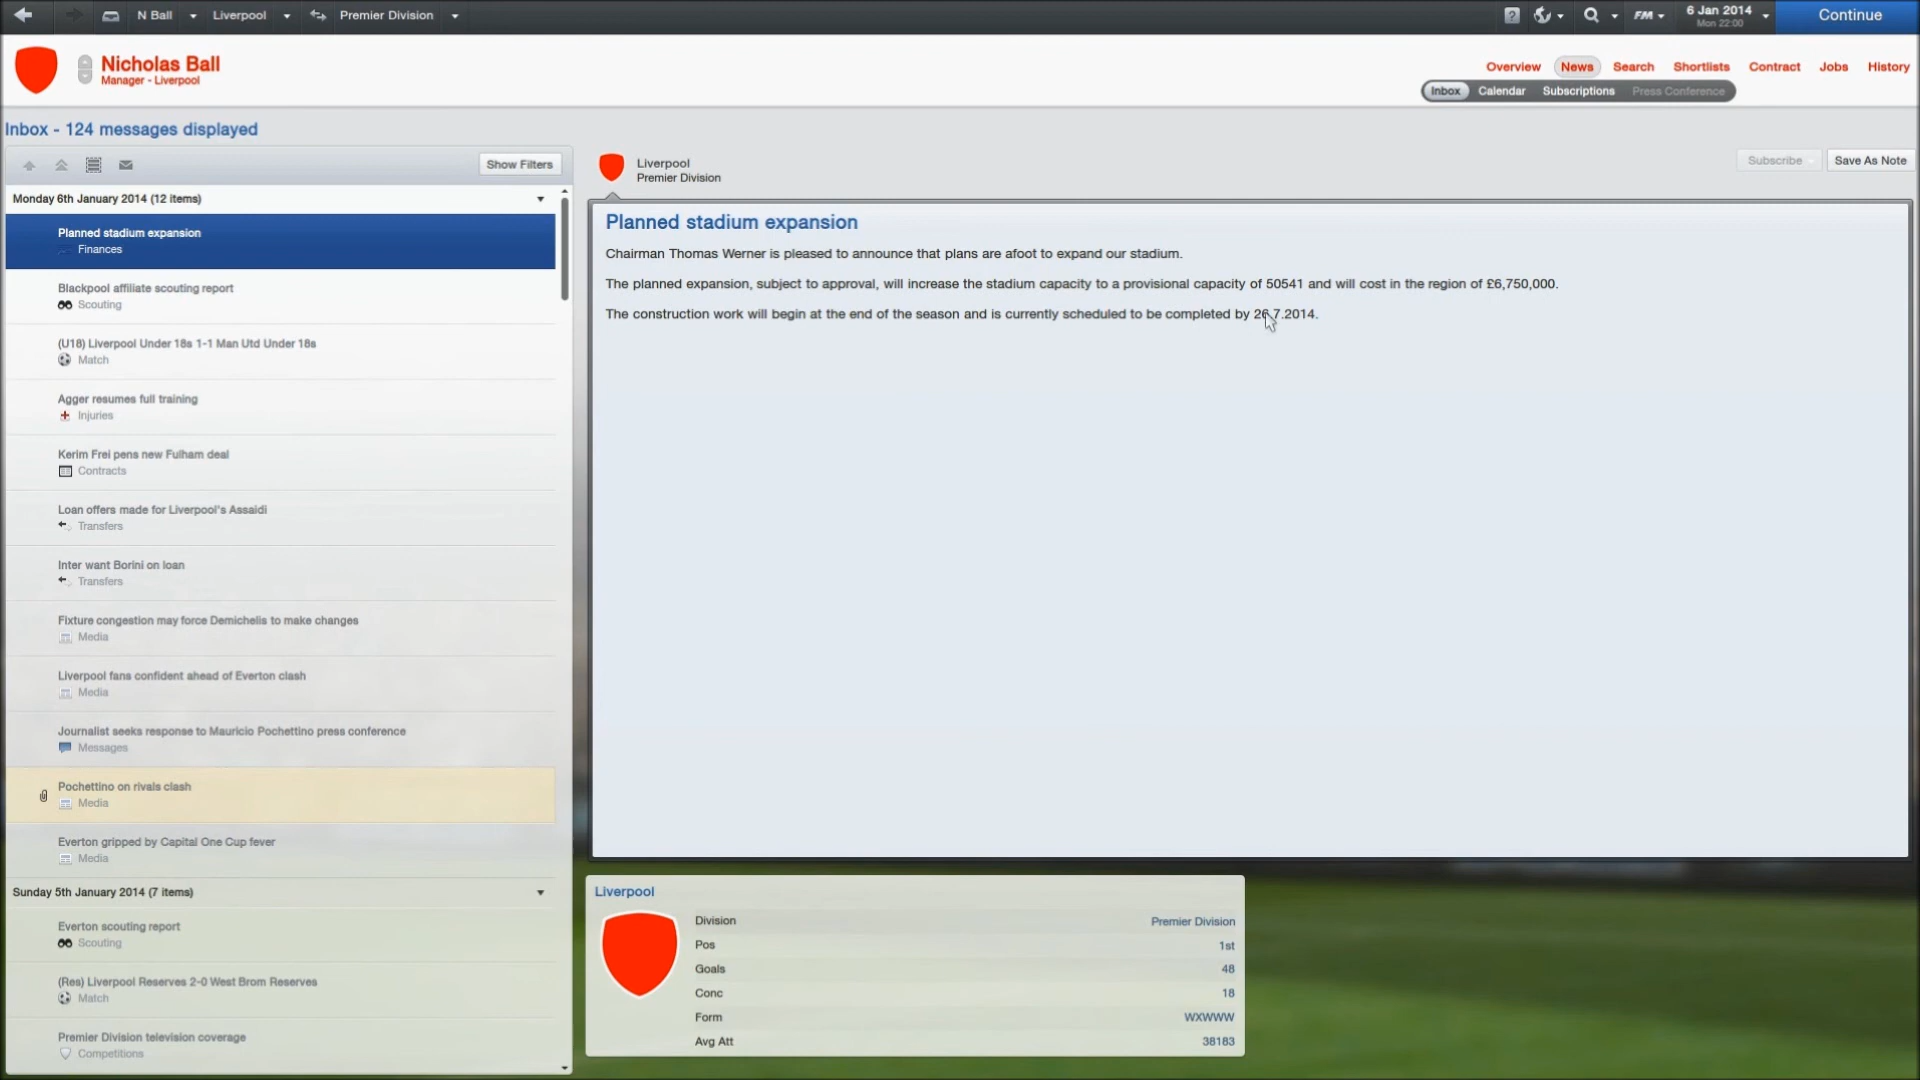 N Ball
Liverpool
Premier Division
FM
6 Jan 2014
Mon 22:00
Continue
Nicholas Ball
Manager - Liverpool
Overview
News
Search
Shortlists
Contract
Jobs
History
Inbox
Calendar
Subscriptions
Press Conference
Inbox - 124 messages displayed
Show Filters
Monday 6th January 2014 (12 items)
Planned stadium expansion
Finances
Blackpool affiliate scouting report
Scouting
(U18) Liverpool Under 18s 1-1 Man Utd Under 18s
Match
Agger resumes full training
Injuries
Kerim Frei pens new Fulham deal
Contracts
Loan offers made for Liverpool's Assaidi
Transfers
Inter want Borini on loan
Transfers
Fixture congestion may force Demichelis to make changes
Media
Liverpool fans confident ahead of Everton clash
Media
Journalist seeks response to Mauricio Pochettino press conference
Messages
Pochettino on rivals clash
Media
Everton gripped by Capital One Cup fever
Media
Sunday 5th January 2014 (7 items)
Everton scouting report
Scouting
(Res) Liverpool Reserves 2-0 West Brom Reserves
Match
Premier Division television coverage
Competitions
Liverpool
Premier Division
Subscribe
Save As Note
Planned stadium expansion
Chairman Thomas Werner is pleased to announce that plans are afoot to expand our stadium.
The planned expansion, subject to approval, will increase the stadium capacity to a provisional capacity of 50541 and will cost in the region of £6,750,000.
The construction work will begin at the end of the season and is currently scheduled to be completed by 26.7.2014.
Liverpool
Division Premier Division
Pos 1st
Goals 48
Conc 18
Form WXWWW
Avg Att 38183